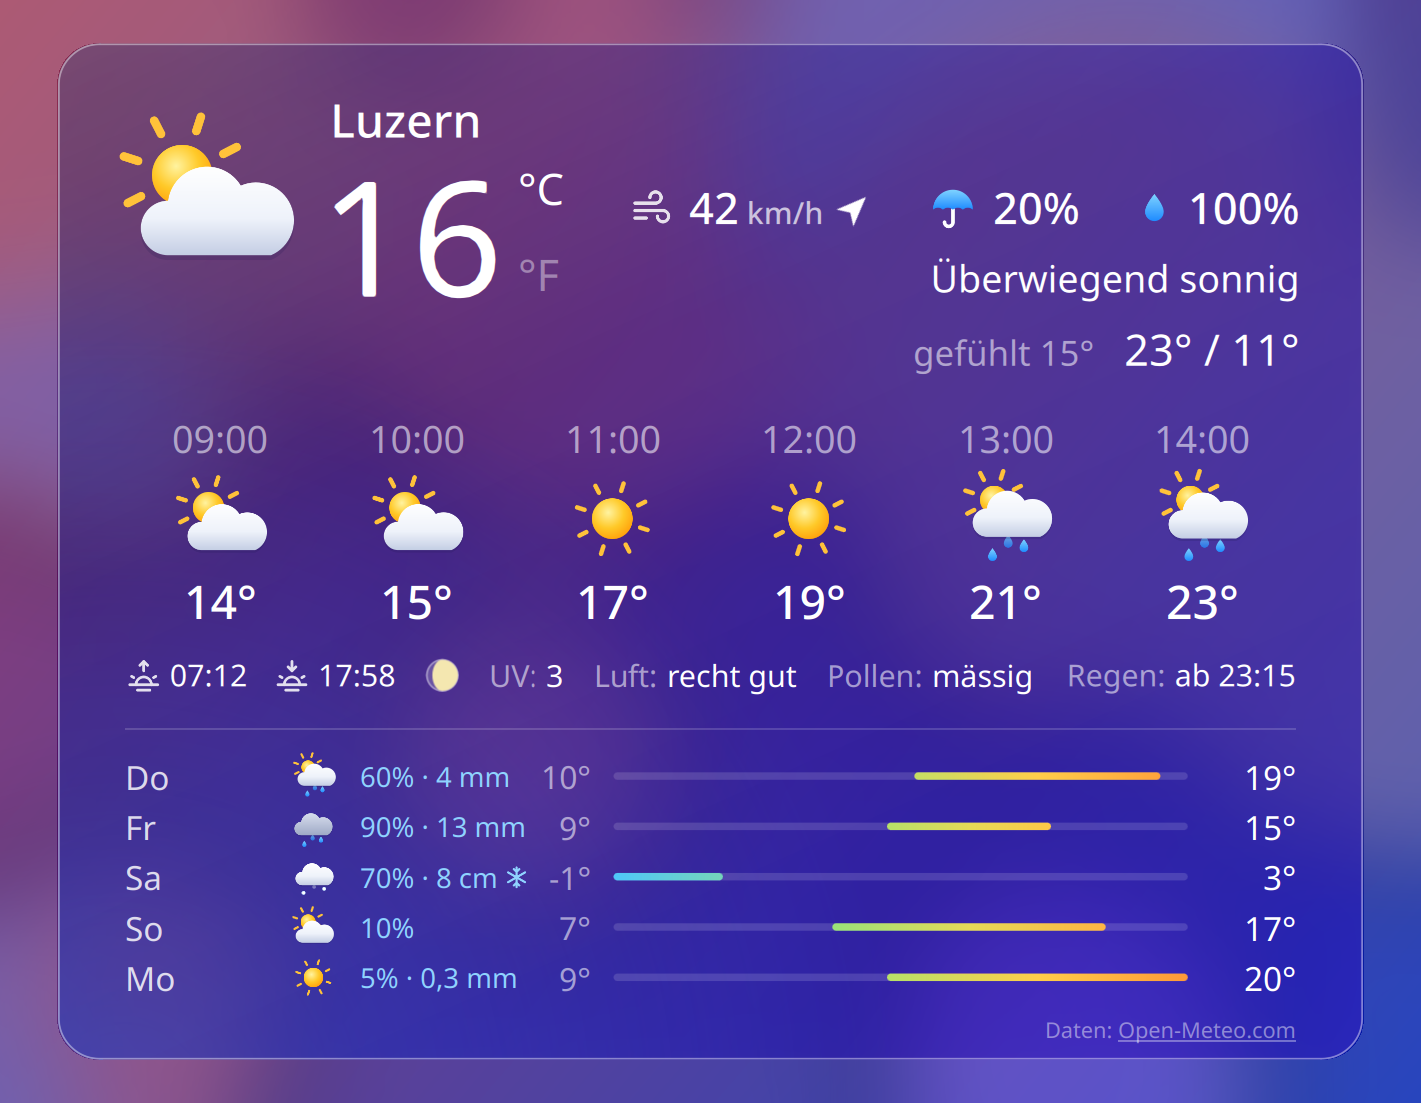 Luzern
16 °C
°F
42 km/h 20% 100%
Überwiegend sonnig
gefühlt 15° 23° / 11°
09:00 10:00 11:00 12:00 13:00 14:00
14° 15° 17° 19° 21° 23°
07:12 17:58 UV: 3 Luft: recht gut Pollen: mässig Regen: ab 23:15
Do 60% · 4 mm 10° 19°
Fr 90% · 13 mm 9° 15°
Sa 70% · 8 cm -1° 3°
So 10% 7° 17°
Mo 5% · 0,3 mm 9° 20°
Daten: Open-Meteo.com